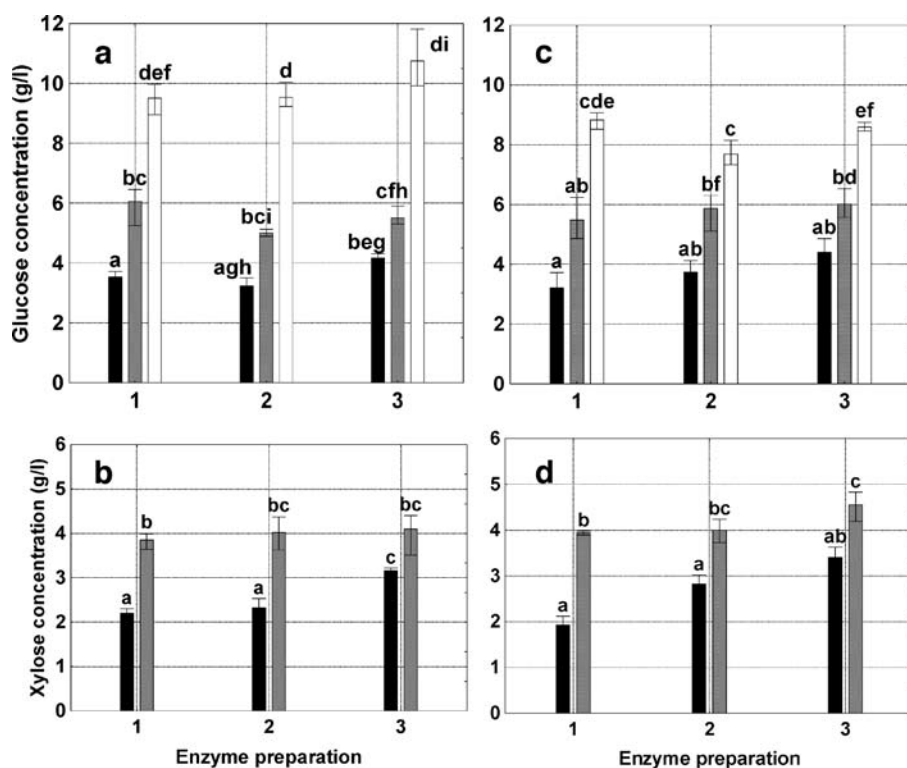 a
Glucose concentration (g/l)
12
10
8
6
4
2
0
def
d
di
bc
bci
cfh
a
agh
beg
1
2
3
c
12
10
8
6
4
2
0
cde
c
ef
ab
bf
bd
a
ab
ab
1
2
3
b
Xylose concentration (g/l)
6
5
4
3
2
1
0
b
bc
bc
a
a
c
1
2
3
Enzyme preparation
d
6
5
4
3
2
1
0
b
bc
c
a
a
ab
1
2
3
Enzyme preparation